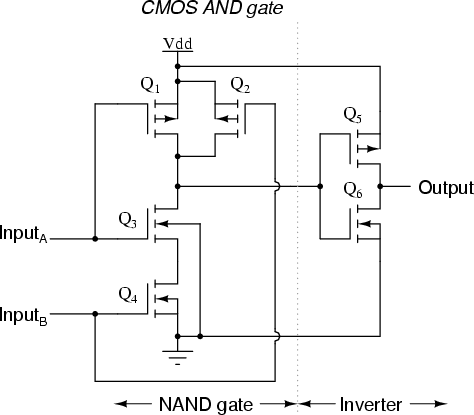 CMOS AND gate
Vdd
Q1
Q2
Q5
Output
Q3
Q6
InputA
Q4
InputB
NAND gate
Inverter